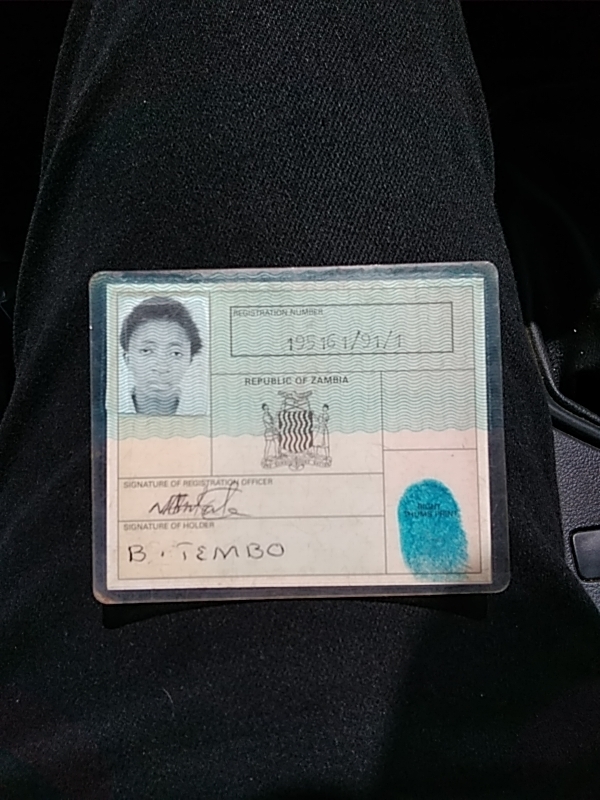 REGISTRATION NUMBER
195161/91/1
REPUBLIC OF ZAMBIA
SIGNATURE OF REGISTRATION OFFICER
SIGNATURE OF HOLDER
B. TEMBO
RIGHT
THUMB PRINT